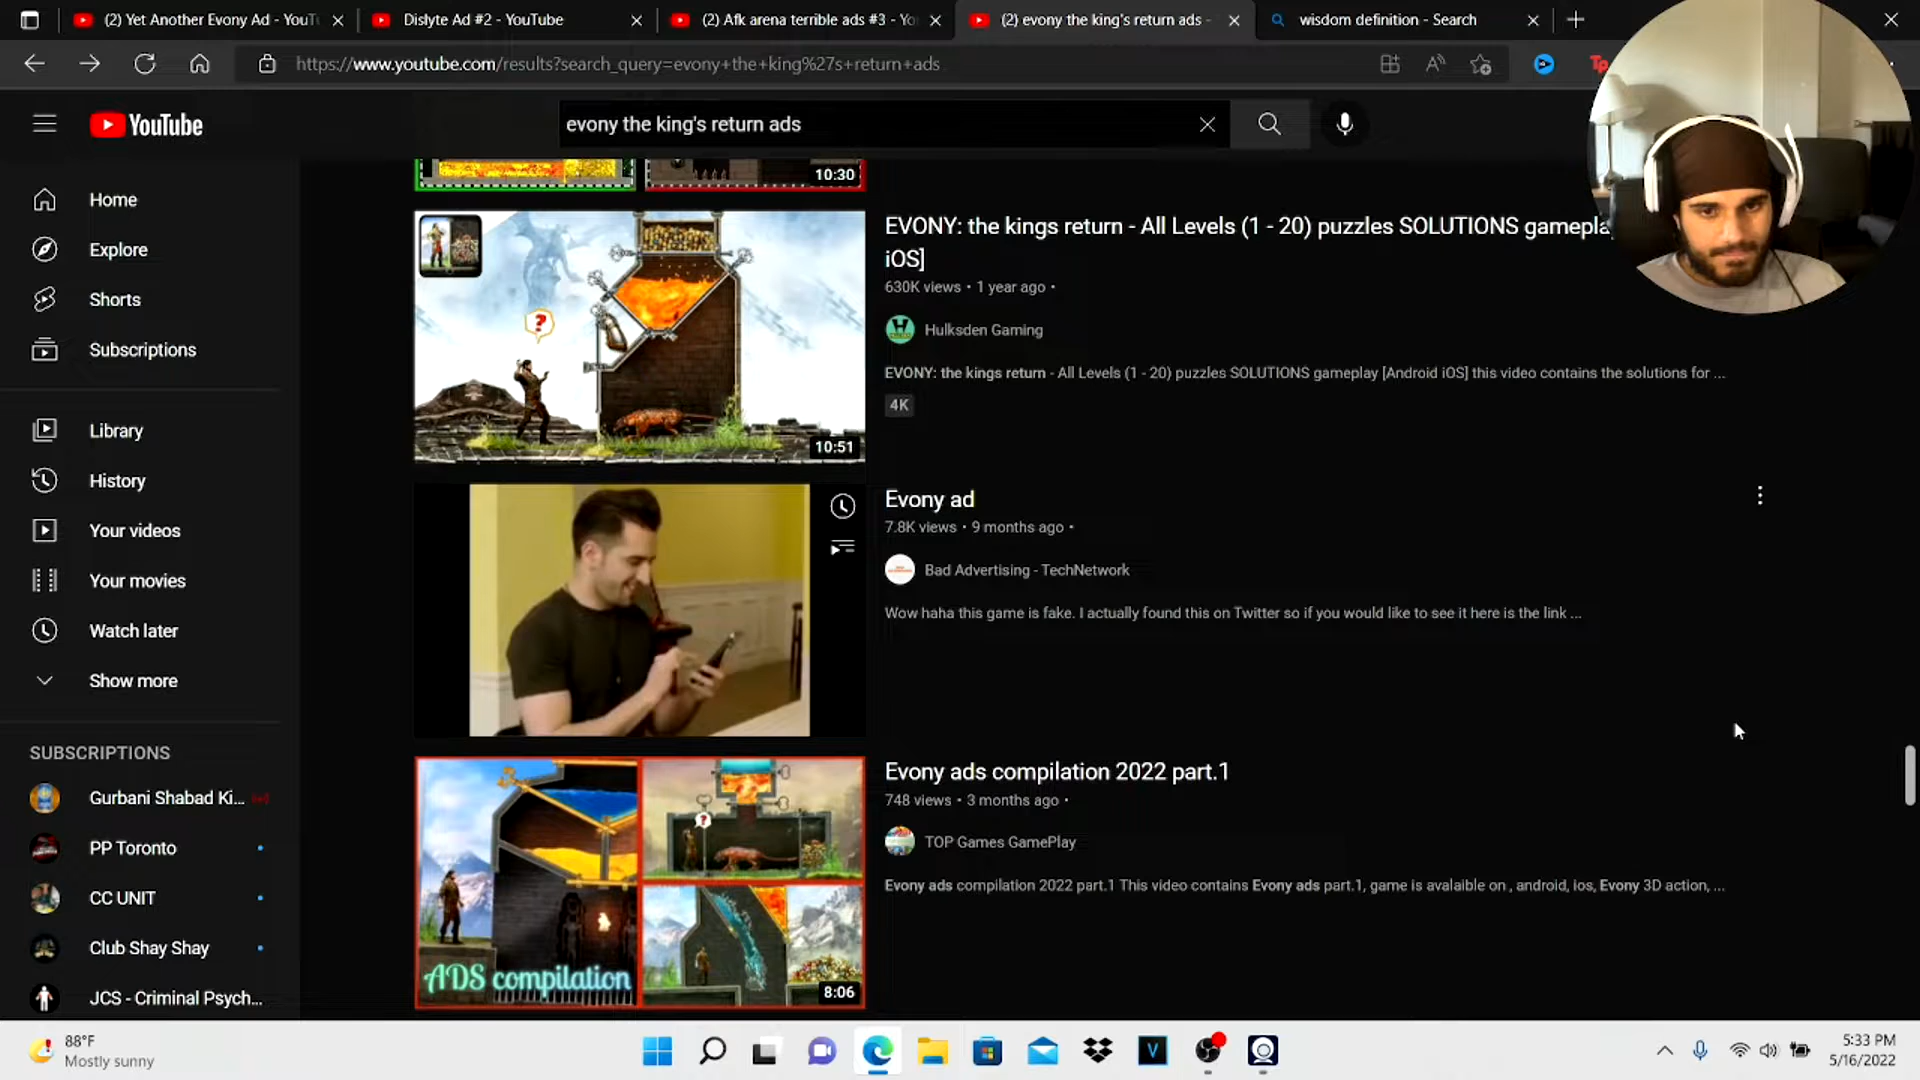 (2) Yet Another Evony Ad - YouT
Dislyte Ad #2 - YouTube
(2) Afk arena terrible ads #3 - Yo
(2) evony the king's return ads -
wisdom definition - Search
https://www.youtube.com/results?search_query=evony+the+king%27s+return+ads
YouTube
evony the king's return ads
Home
Explore
Shorts
Subscriptions
Library
History
Your videos
Your movies
Watch later
Show more
SUBSCRIPTIONS
Gurbani Shabad Ki...
PP Toronto
CC UNIT
Club Shay Shay
JCS - Criminal Psych...
10:30
10:51
EVONY: the kings return - All Levels (1 - 20) puzzles SOLUTIONS gamepla
iOS]
630K views • 1 year ago •
Hulksden Gaming
EVONY: the kings return - All Levels (1 - 20) puzzles SOLUTIONS gameplay [Android iOS] this video contains the solutions for ...
4K
Evony ad
7.8K views • 9 months ago •
Bad Advertising - TechNetwork
Wow haha this game is fake. I actually found this on Twitter so if you would like to see it here is the link ...
ADS compilation
8:06
Evony ads compilation 2022 part.1
748 views • 3 months ago •
TOP Games GamePlay
Evony ads compilation 2022 part.1 This video contains Evony ads part.1, game is avalaible on , android, ios, Evony 3D action, ...
88°F
Mostly sunny
5:33 PM
5/16/2022